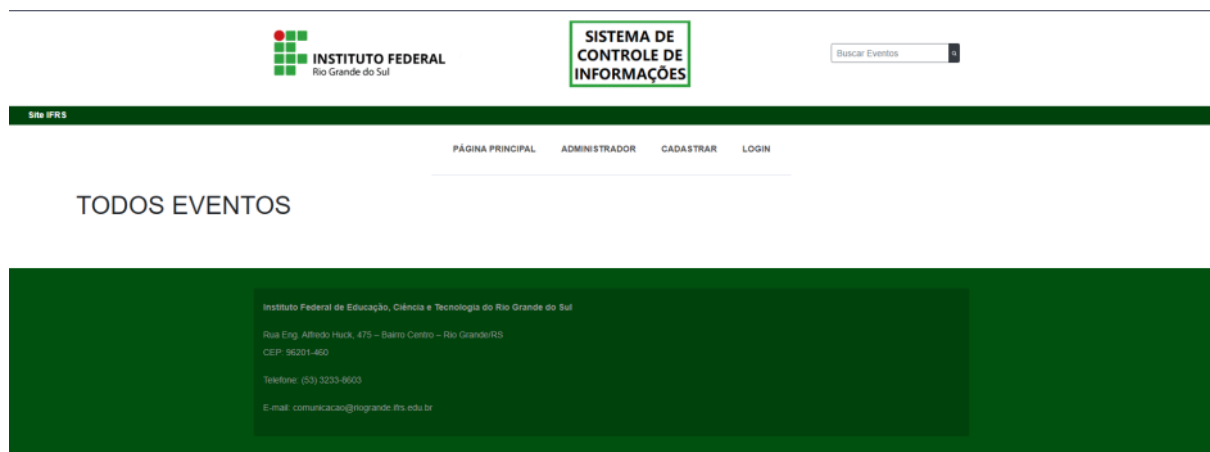 INSTITUTO FEDERAL
Rio Grande do Sul
SISTEMA DE
CONTROLE DE
INFORMAÇÕES
Buscar Eventos
Site IFRS
PÁGINA PRINCIPAL ADMINISTRADOR CADASTRAR LOGIN
TODOS EVENTOS
Instituto Federal de Educação, Ciência e Tecnologia do Rio Grande do Sul
Rua Eng. Alfredo Huck, 475 – Bairro Centro – Rio Grande/RS
CEP: 96201-460
Telefone: (53) 3233-8603
E-mail: comunicacao@riogrande.ifrs.edu.br